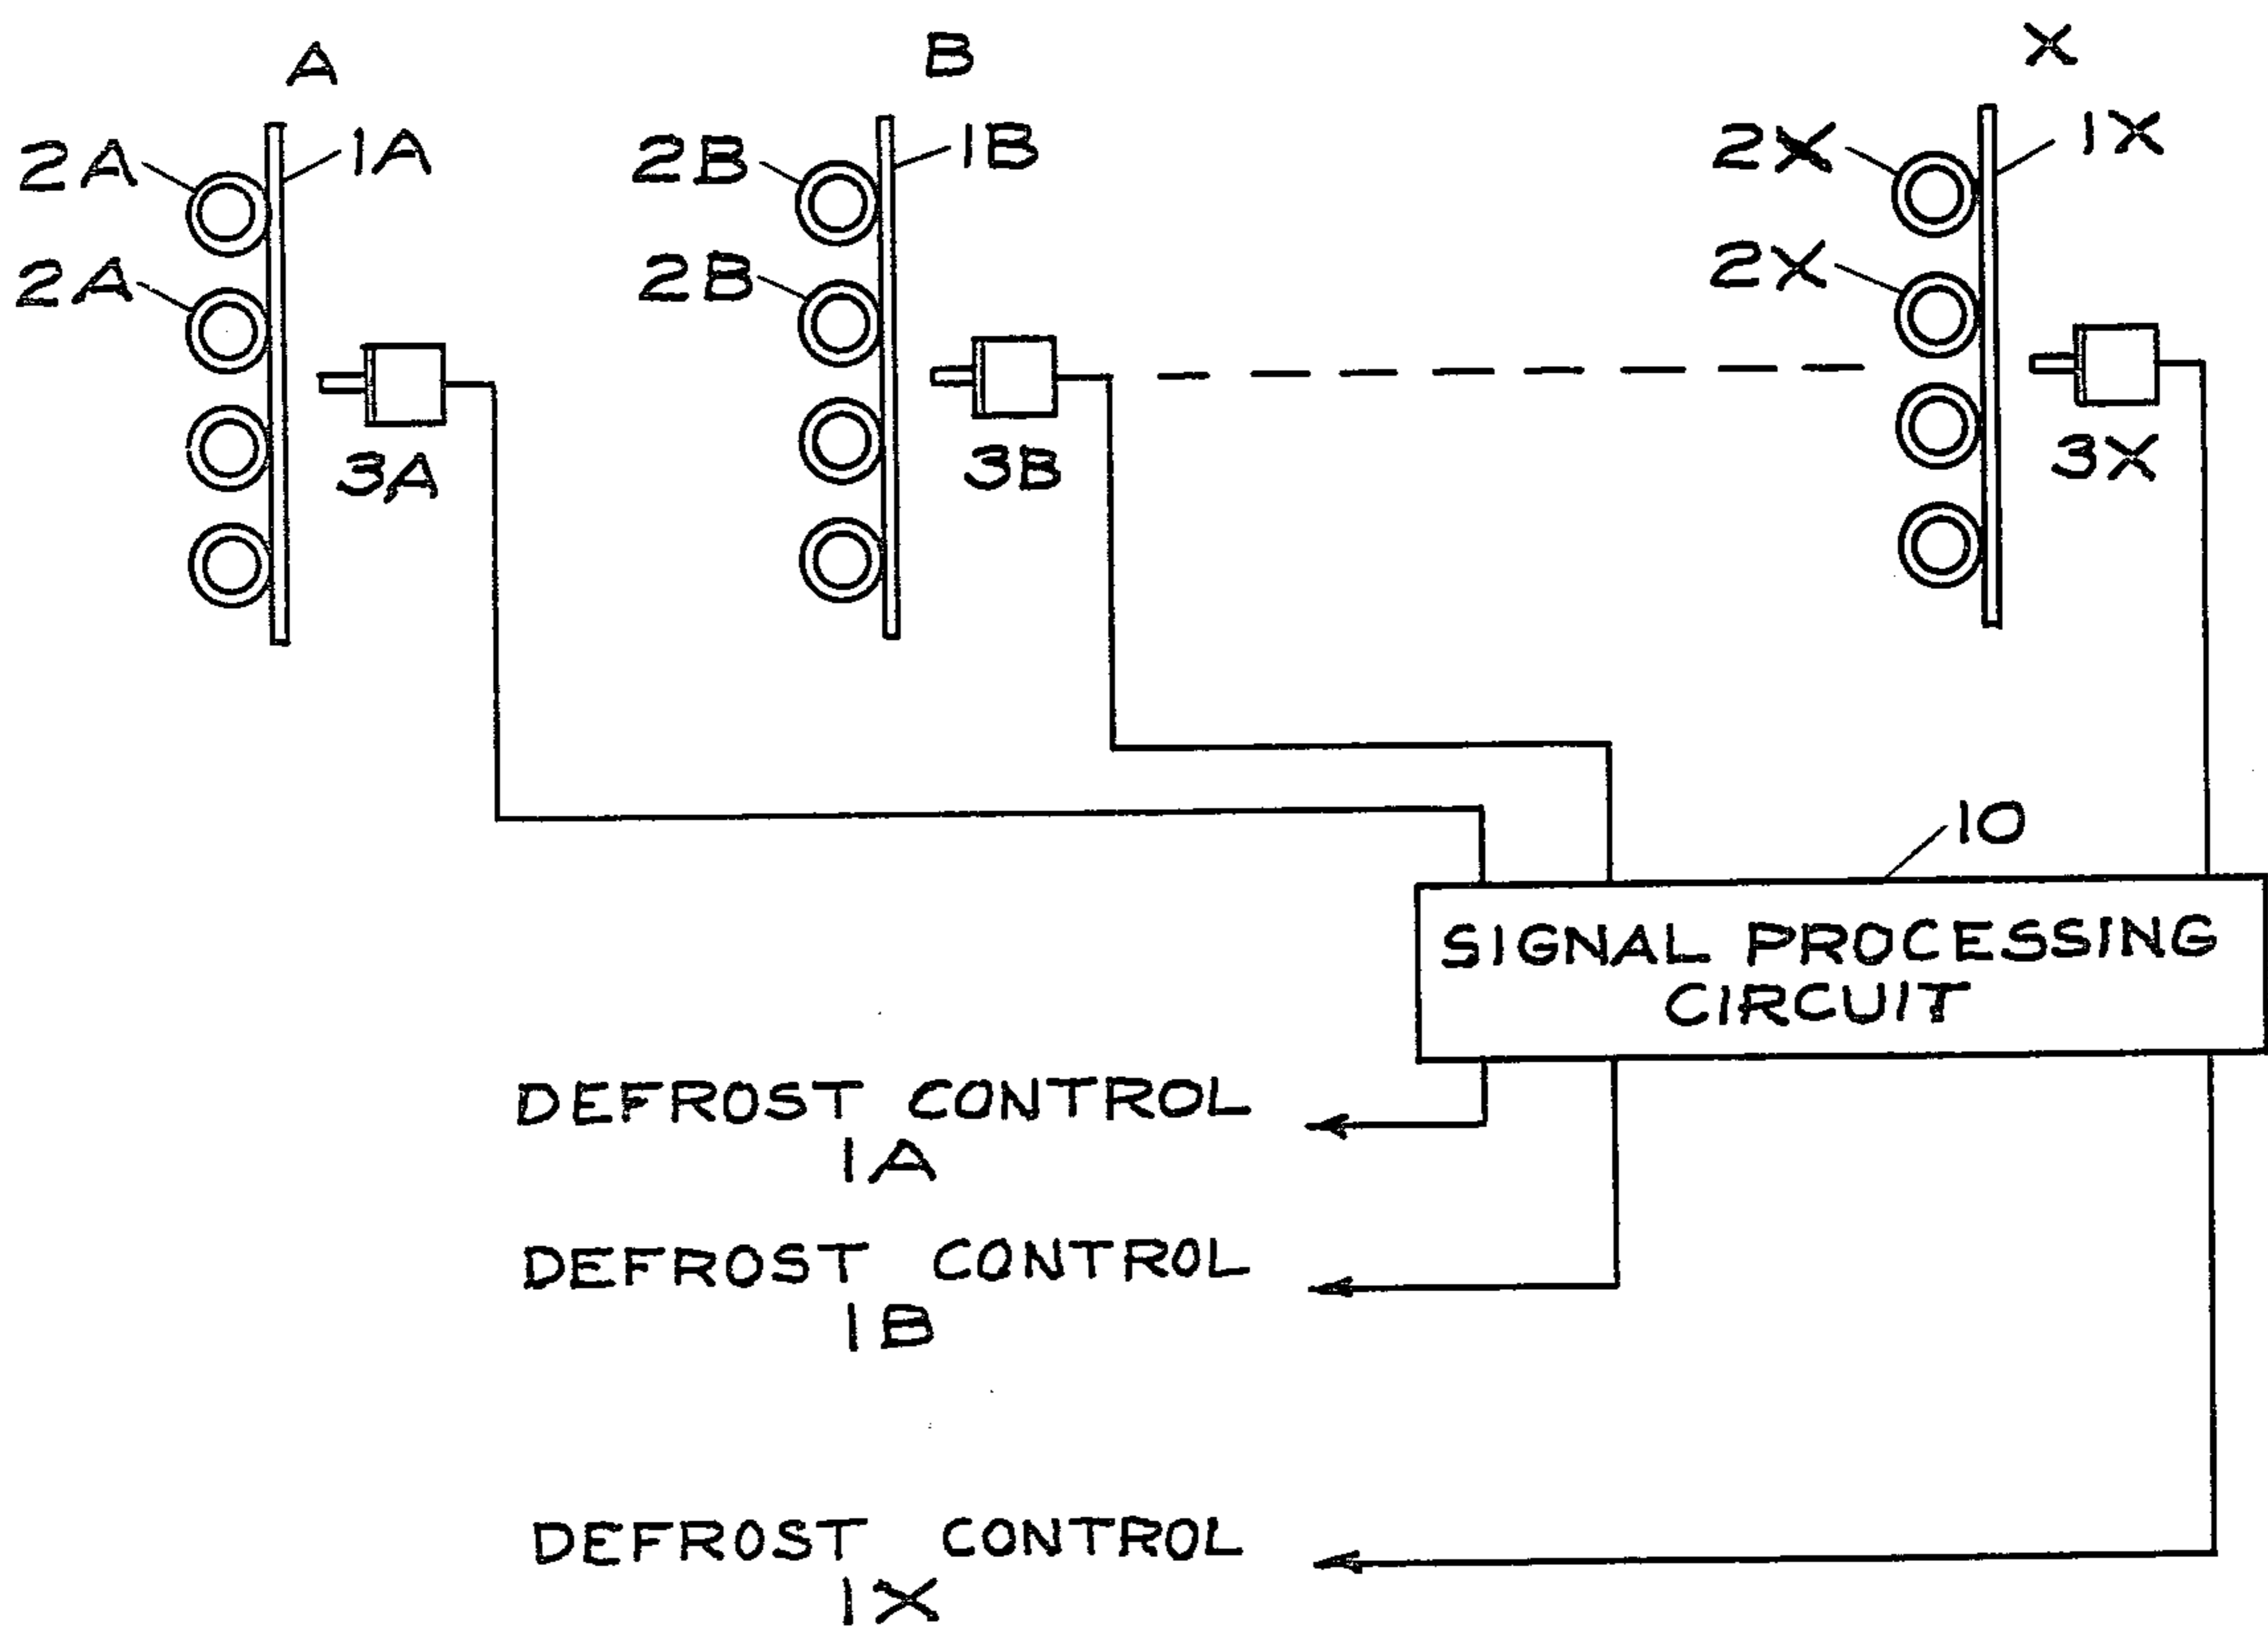 A
B
X
2A
1A
2B
1B
2X
1X
2A
2B
2X
3A
3B
3X
10
SIGNAL PROCESSING
CIRCUIT
DEFROST CONTROL
1A
DEFROST CONTROL
1B
DEFROST CONTROL
1X